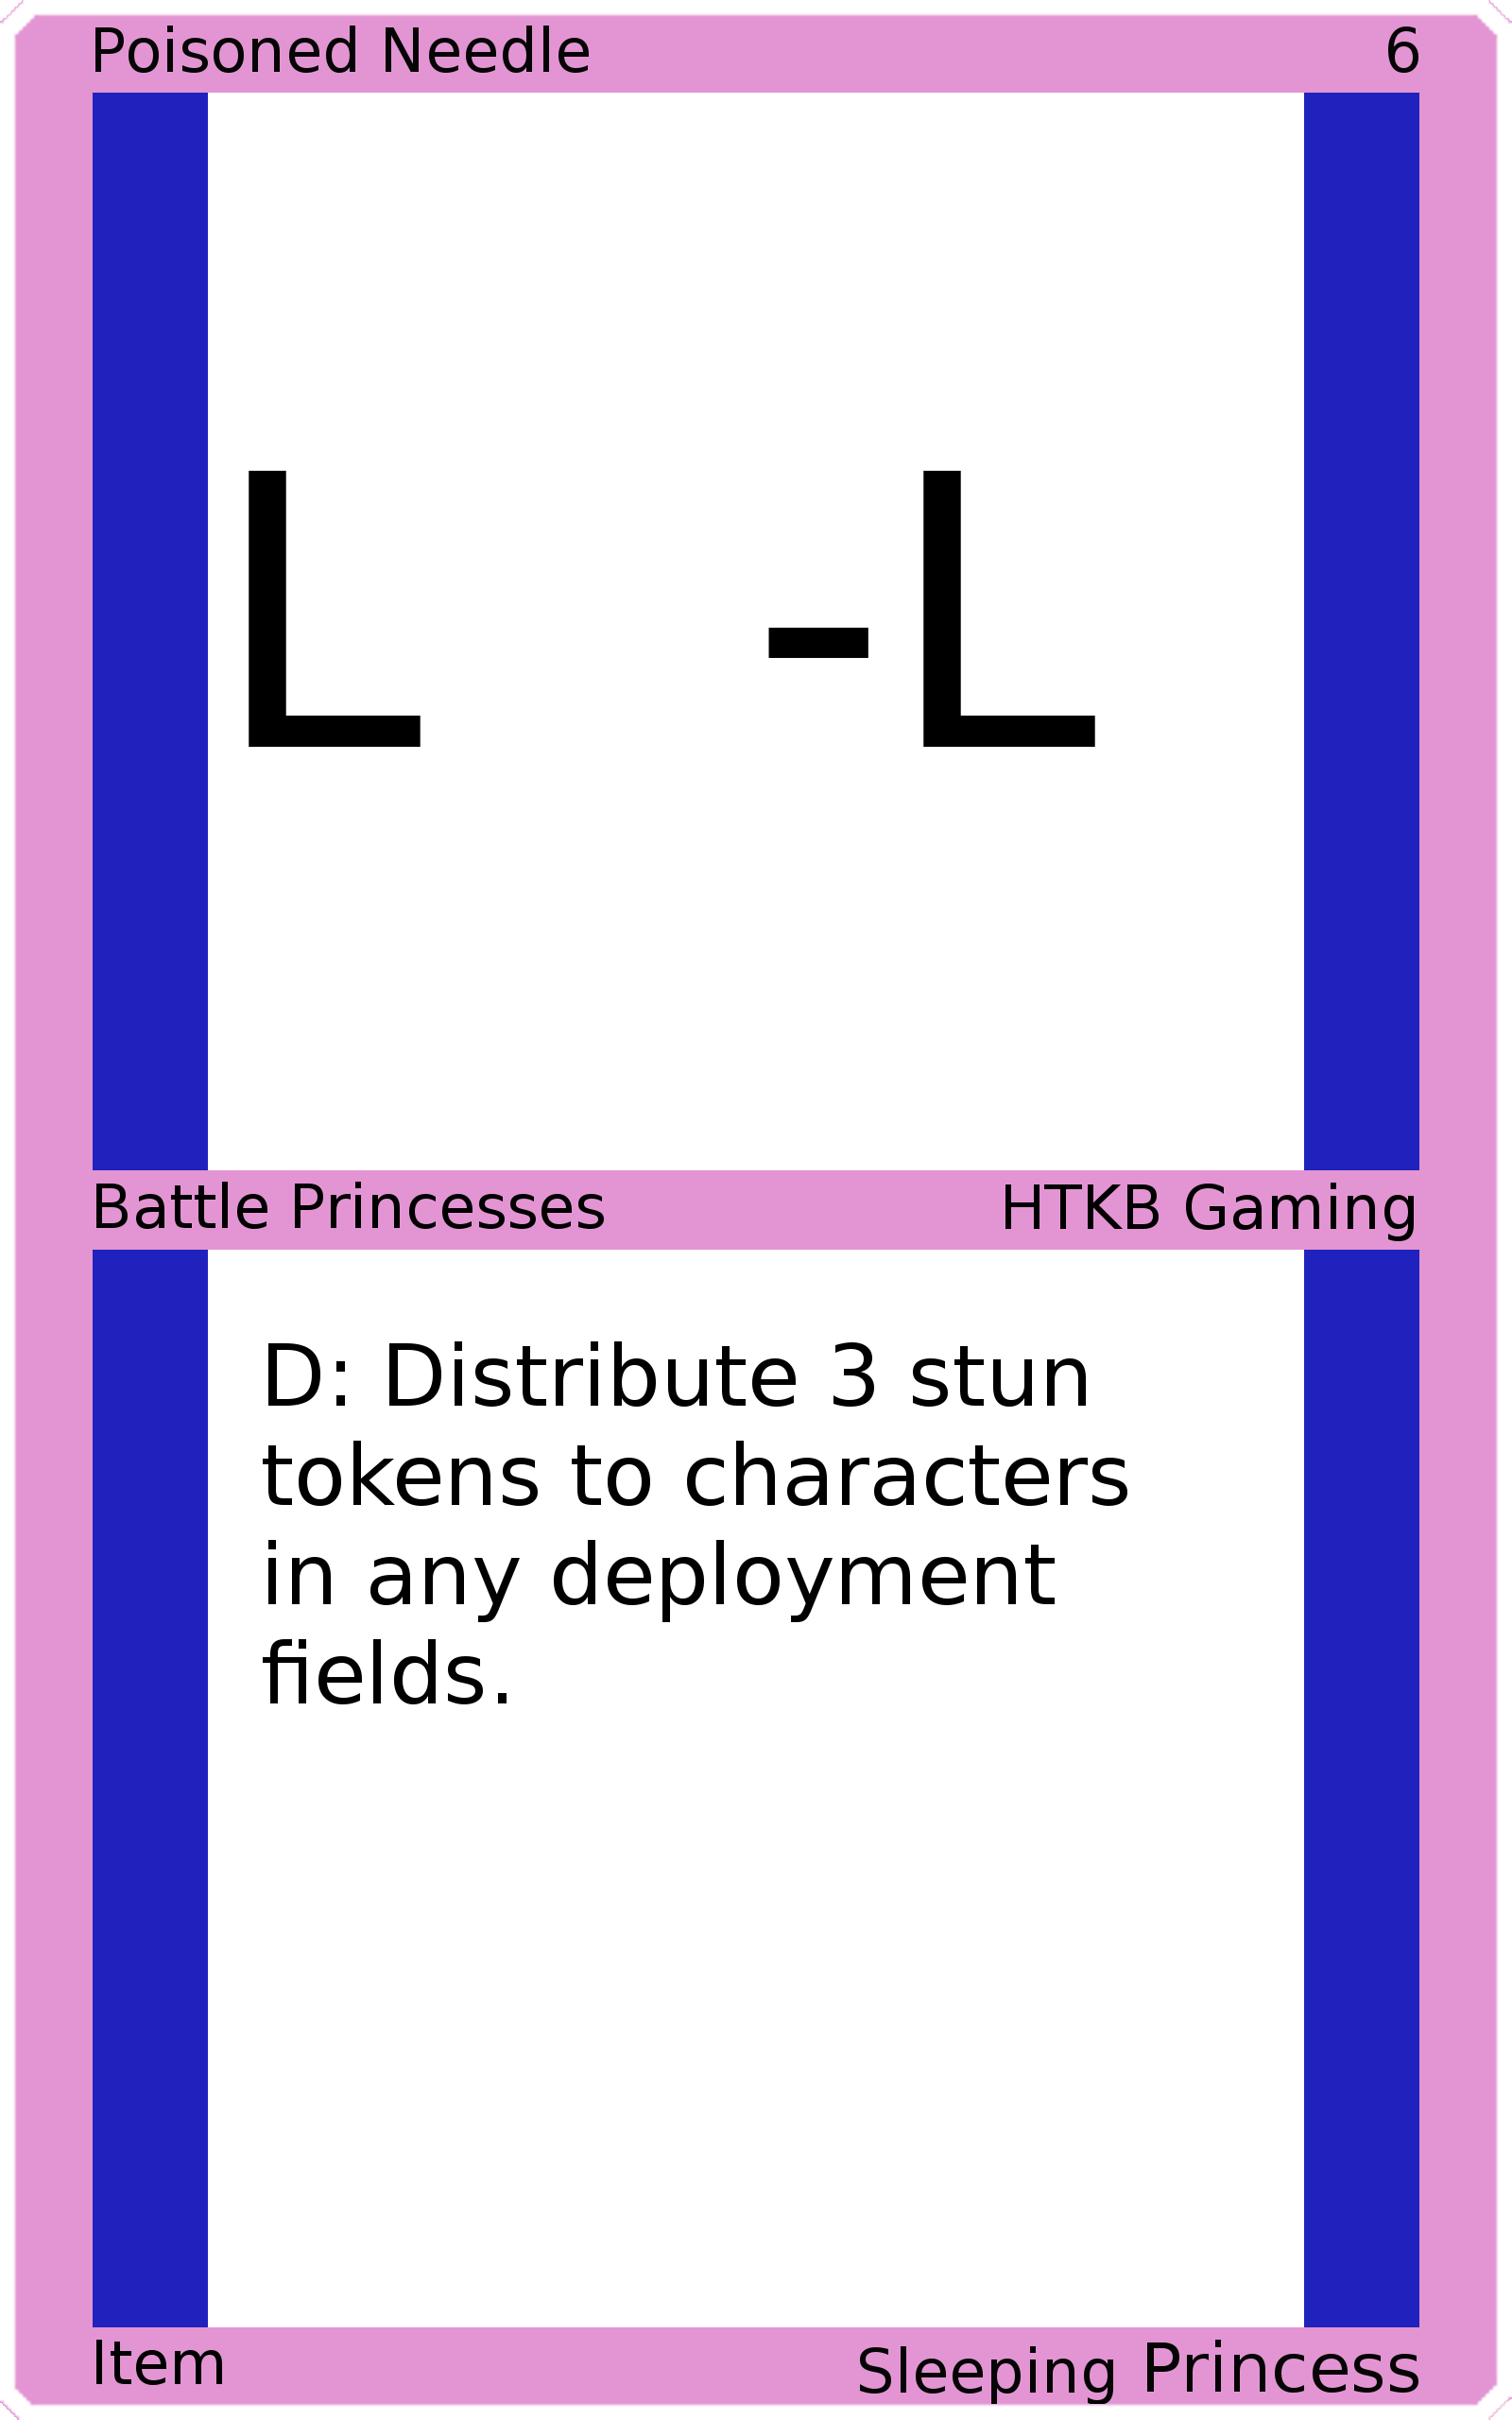 Poisoned Needle 6
L -L
Battle Princesses HTKB Gaming
D: Distribute 3 stun
tokens to characters
in any deployment
fields.
Item Sleeping Princess